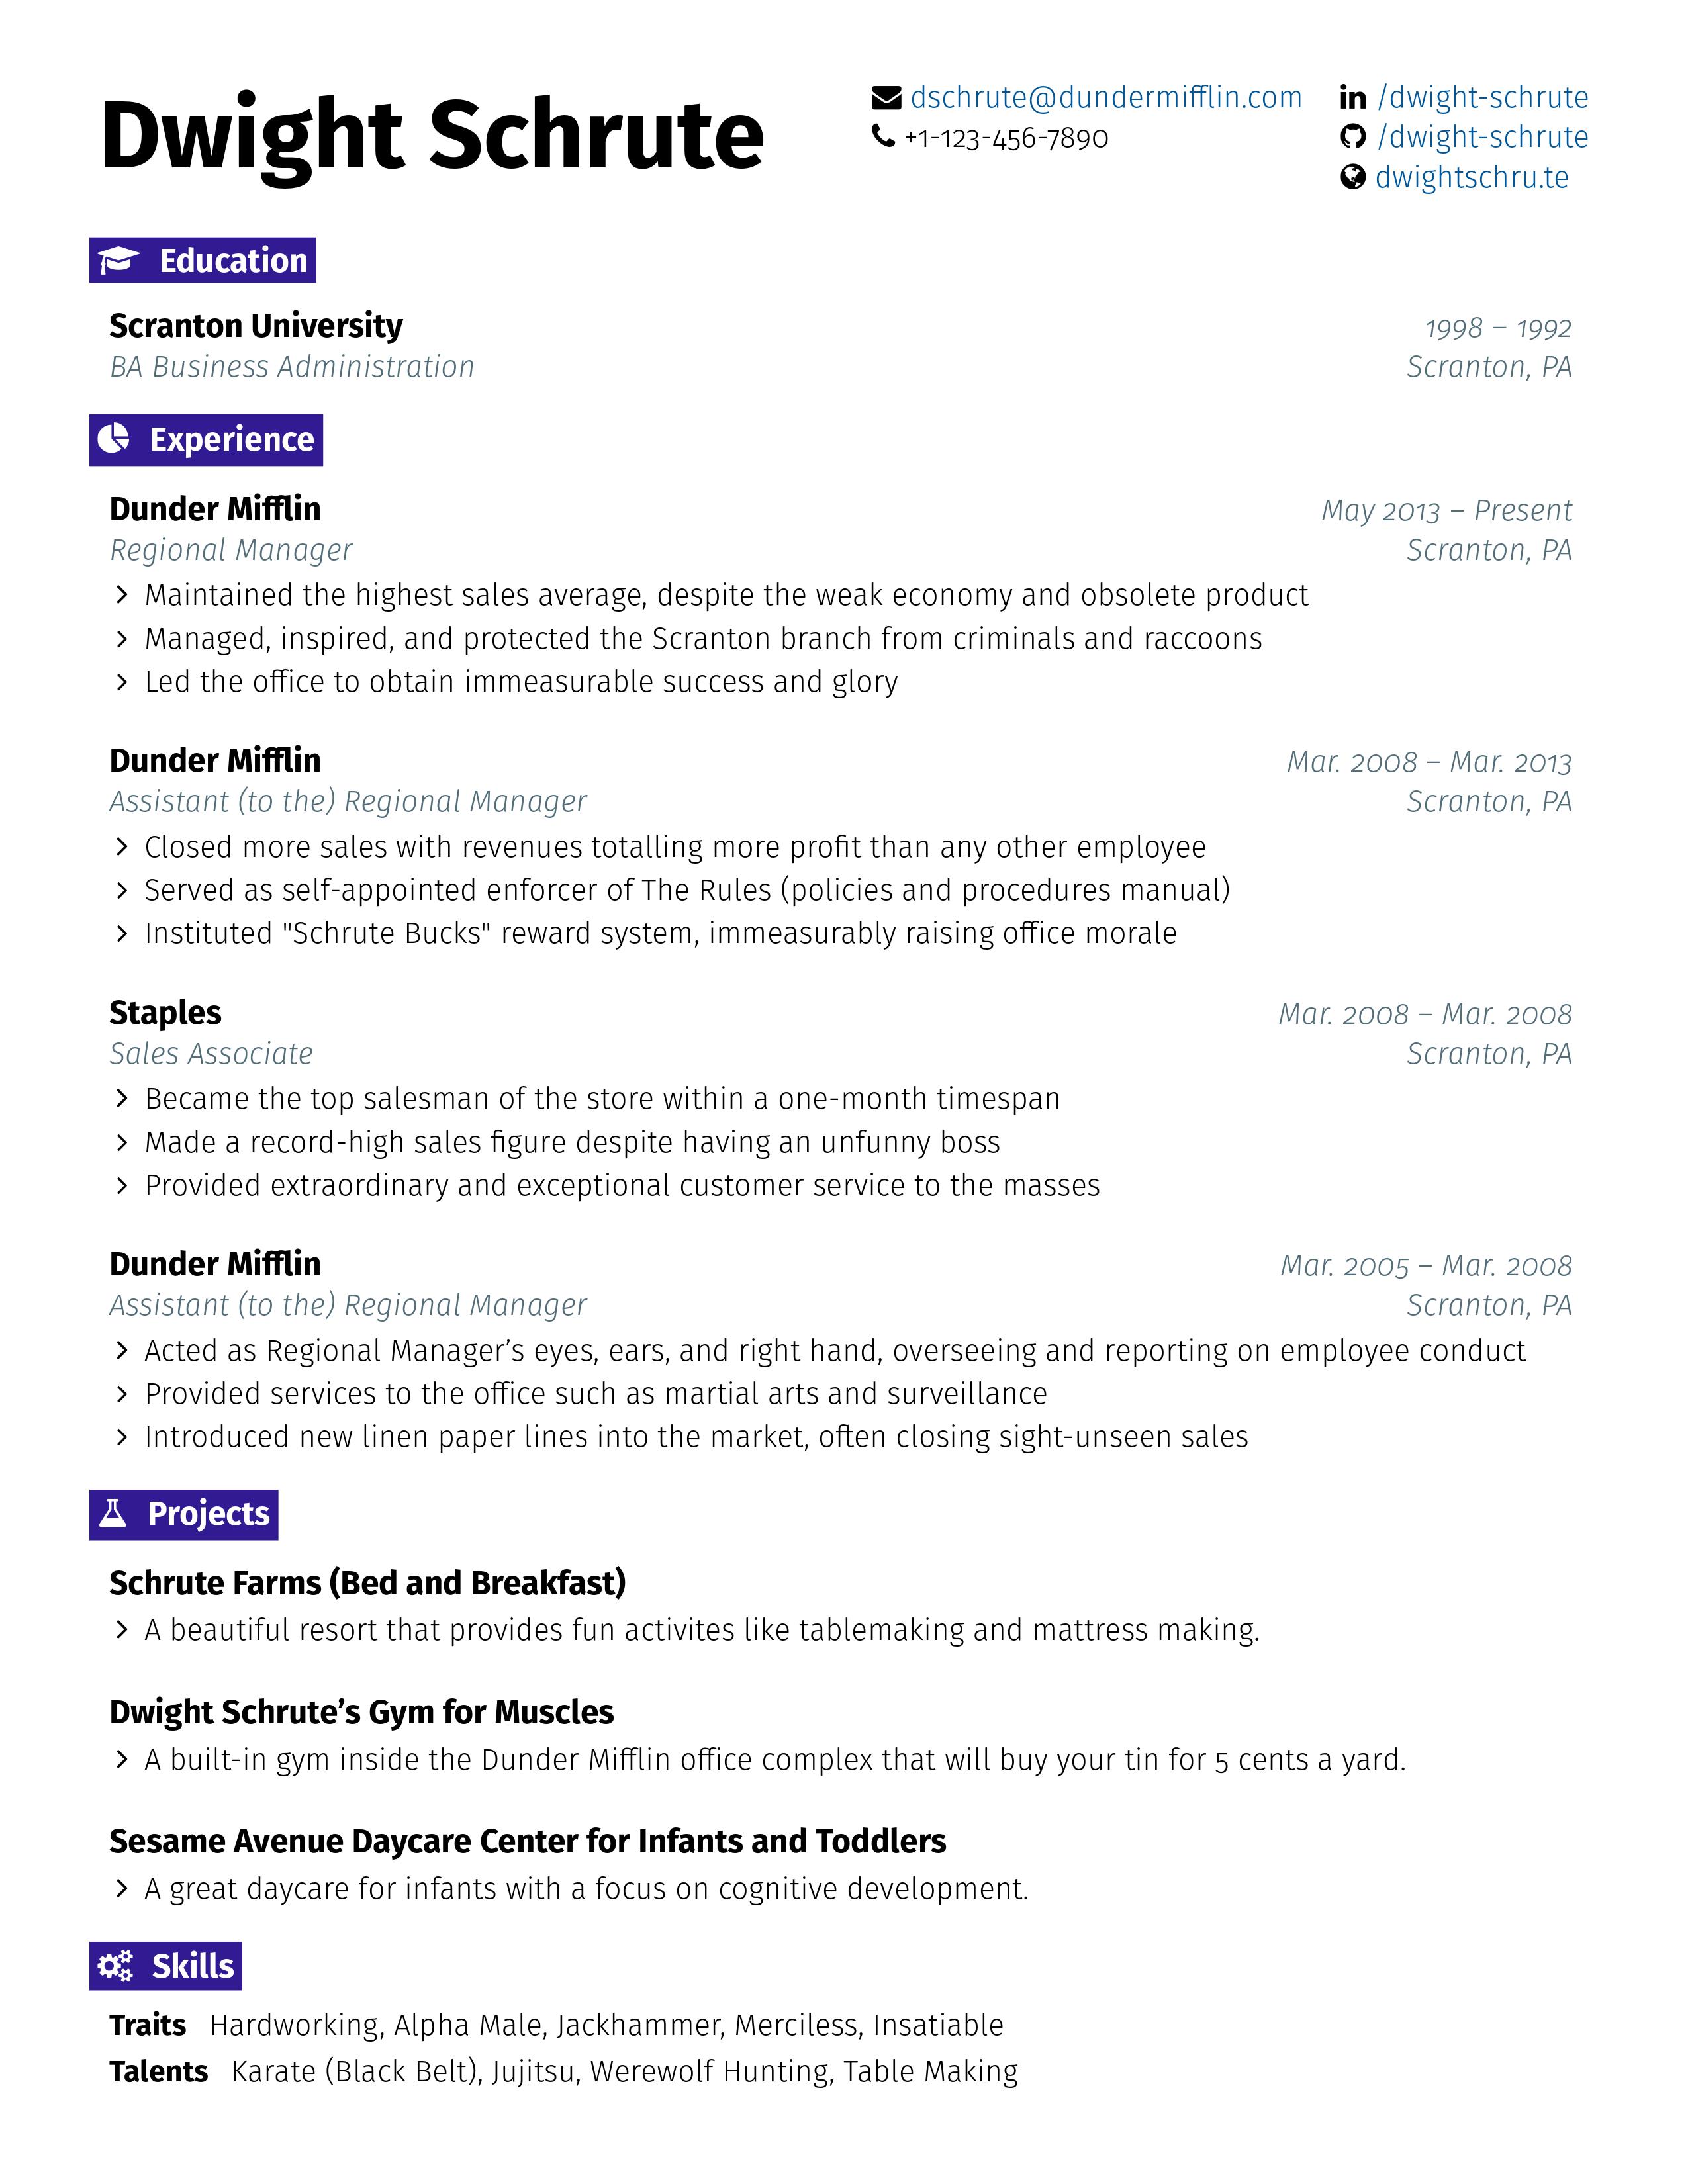 Dwight Schrute
dschrute@dundermifflin.com
+1-123-456-7890
/dwight-schrute
/dwight-schrute
dwightschru.te
Education
Scranton University 1998 – 1992
BA Business Administration Scranton, PA
Experience
Dunder Mifflin May 2013 – Present
Regional Manager Scranton, PA
> Maintained the highest sales average, despite the weak economy and obsolete product
> Managed, inspired, and protected the Scranton branch from criminals and raccoons
> Led the office to obtain immeasurable success and glory
Dunder Mifflin Mar. 2008 – Mar. 2013
Assistant (to the) Regional Manager Scranton, PA
> Closed more sales with revenues totalling more profit than any other employee
> Served as self-appointed enforcer of The Rules (policies and procedures manual)
> Instituted "Schrute Bucks" reward system, immeasurably raising office morale
Staples Mar. 2008 – Mar. 2008
Sales Associate Scranton, PA
> Became the top salesman of the store within a one-month timespan
> Made a record-high sales figure despite having an unfunny boss
> Provided extraordinary and exceptional customer service to the masses
Dunder Mifflin Mar. 2005 – Mar. 2008
Assistant (to the) Regional Manager Scranton, PA
> Acted as Regional Manager’s eyes, ears, and right hand, overseeing and reporting on employee conduct
> Provided services to the office such as martial arts and surveillance
> Introduced new linen paper lines into the market, often closing sight-unseen sales
Projects
Schrute Farms (Bed and Breakfast)
> A beautiful resort that provides fun activites like tablemaking and mattress making.
Dwight Schrute’s Gym for Muscles
> A built-in gym inside the Dunder Mifflin office complex that will buy your tin for 5 cents a yard.
Sesame Avenue Daycare Center for Infants and Toddlers
> A great daycare for infants with a focus on cognitive development.
Skills
Traits Hardworking, Alpha Male, Jackhammer, Merciless, Insatiable
Talents Karate (Black Belt), Jujitsu, Werewolf Hunting, Table Making